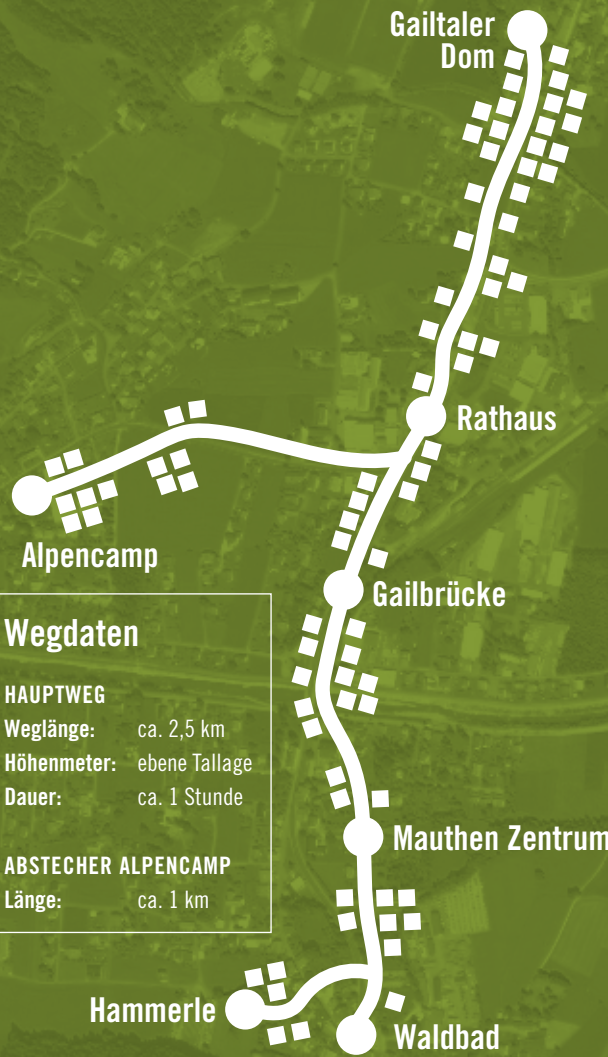 Gailtaler
Dom
Rathaus
Alpencamp
Gailbrücke
Wegdaten
HAUPTWEG
Weglänge: ca. 2,5 km
Höhenmeter: ebene Tallage
Dauer: ca. 1 Stunde
ABSTECHER ALPENCAMP
Länge: ca. 1 km
Mauthen Zentrum
Hammerle
Waldbad